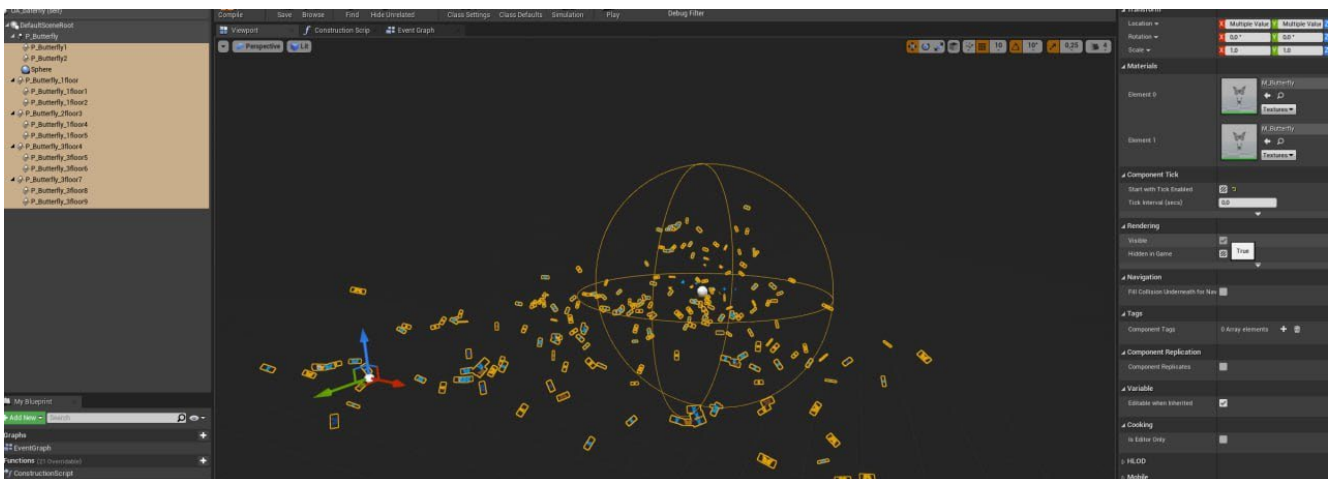 Compile Save Browse Find Hide Unrelated Class Settings Class Defaults Simulation Play Debug Filter
DefaultSceneRoot
P_Butterfly
P_Butterfly1
P_Butterfly2
Sphere
P_Butterfly_1floor
P_Butterfly_1floor1
P_Butterfly_1floor2
P_Butterfly_2floor3
P_Butterfly_1floor4
P_Butterfly_1floor5
P_Butterfly_3floor4
P_Butterfly_3floor5
P_Butterfly_3floor6
P_Butterfly_3floor7
P_Butterfly_3floor8
P_Butterfly_3floor9
My Blueprint
Add New Search
Graphs
EventGraph
Functions (21 Overridable)
ConstructionScript
Viewport Construction Scrip Event Graph
Perspective Lit 10 10° 0,25 4
Transform
Location X Multiple Value Y Multiple Value Z
Rotation X 0,0° Y 0,0° Z
Scale X 1,0 Y 1,0 Z
Materials
Element 0 M_Butterfly
Textures
Element 1 M_Butterfly
Textures
Component Tick
Start with Tick Enabled
Tick Interval (secs) 0,0
Rendering
Visible
True
Hidden in Game
Navigation
Fill Collision Underneath for Nav
Tags
Component Tags 0 Array elements
Component Replication
Component Replicates
Variable
Editable when Inherited
Cooking
Is Editor Only
HLOD
Mobile